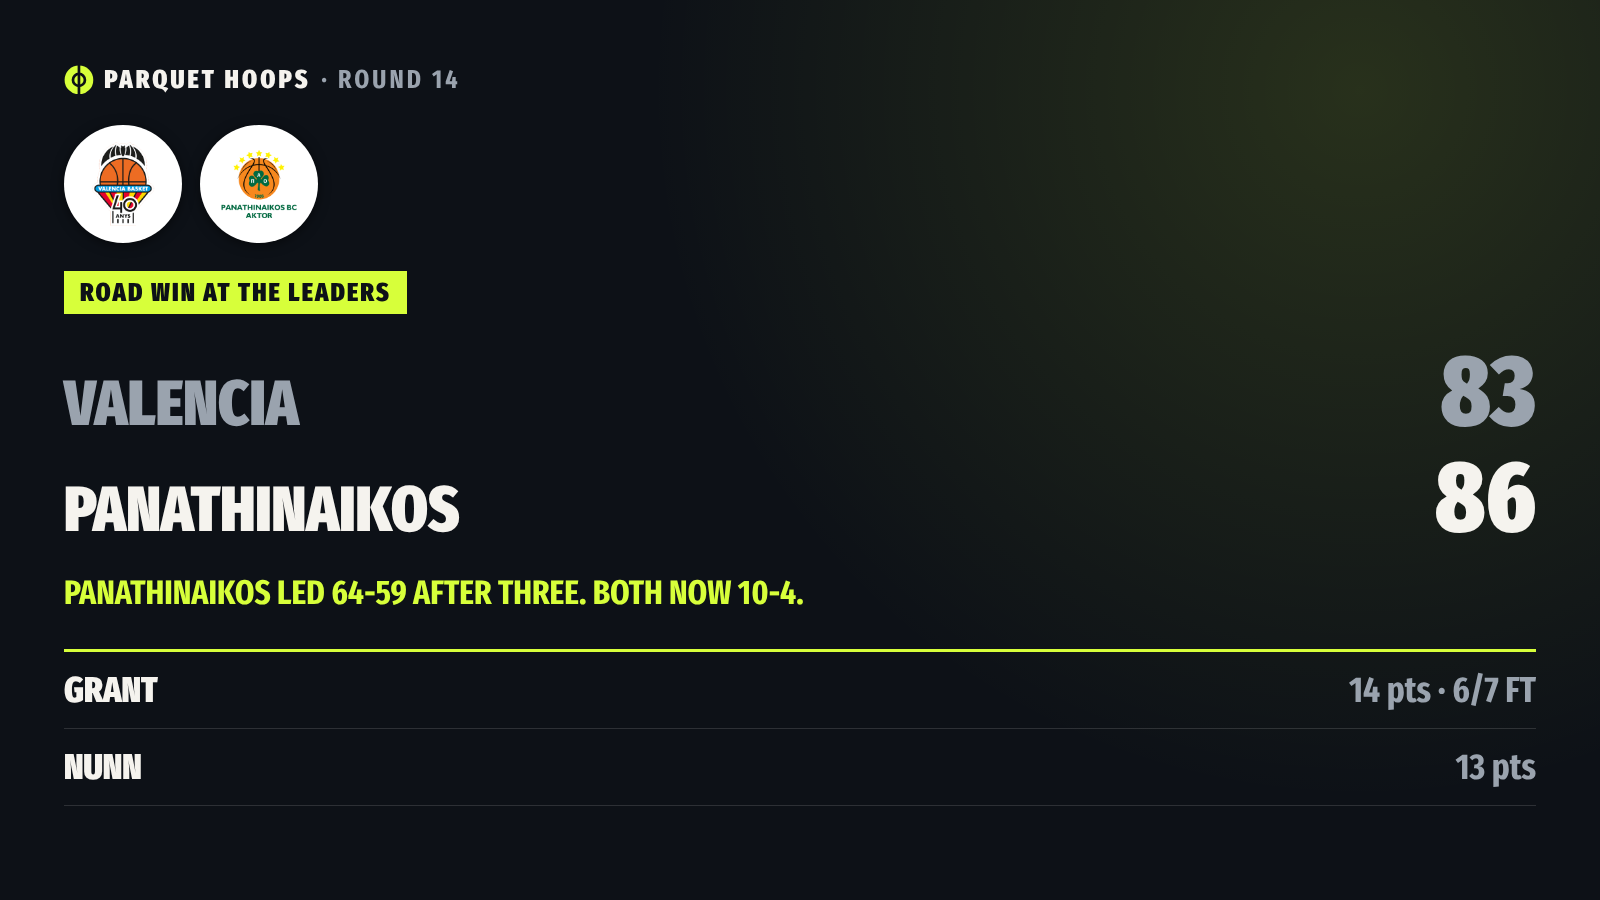 PARQUET HOOPS · ROUND 14
VALENCIA BASKET
40
ANYS
PANATHINAIKOS BC
AKTOR
ROAD WIN AT THE LEADERS
VALENCIA 83
PANATHINAIKOS 86
PANATHINAIKOS LED 64-59 AFTER THREE. BOTH NOW 10-4.
GRANT 14 pts · 6/7 FT
NUNN 13 pts